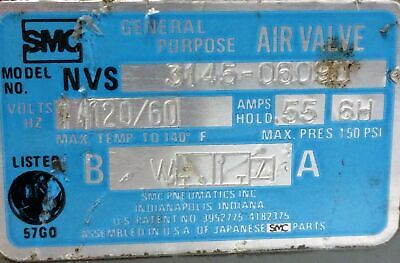 SMC GENERAL PURPOSE AIR VALVE
MODEL NO. NVS 3145-0609
VOLTS HZ 120/60 AMPS HOLD .55 6H
MAX. TEMP TO 140° F MAX. PRES 150 PSI
LISTED B A
57G0
SMC PNEUMATICS INC
INDIANAPOLIS, INDIANA
U.S. PATENT NO. 3952775 4182375
ASSEMBLED IN U.S.A OF JAPANESE SMC PARTS